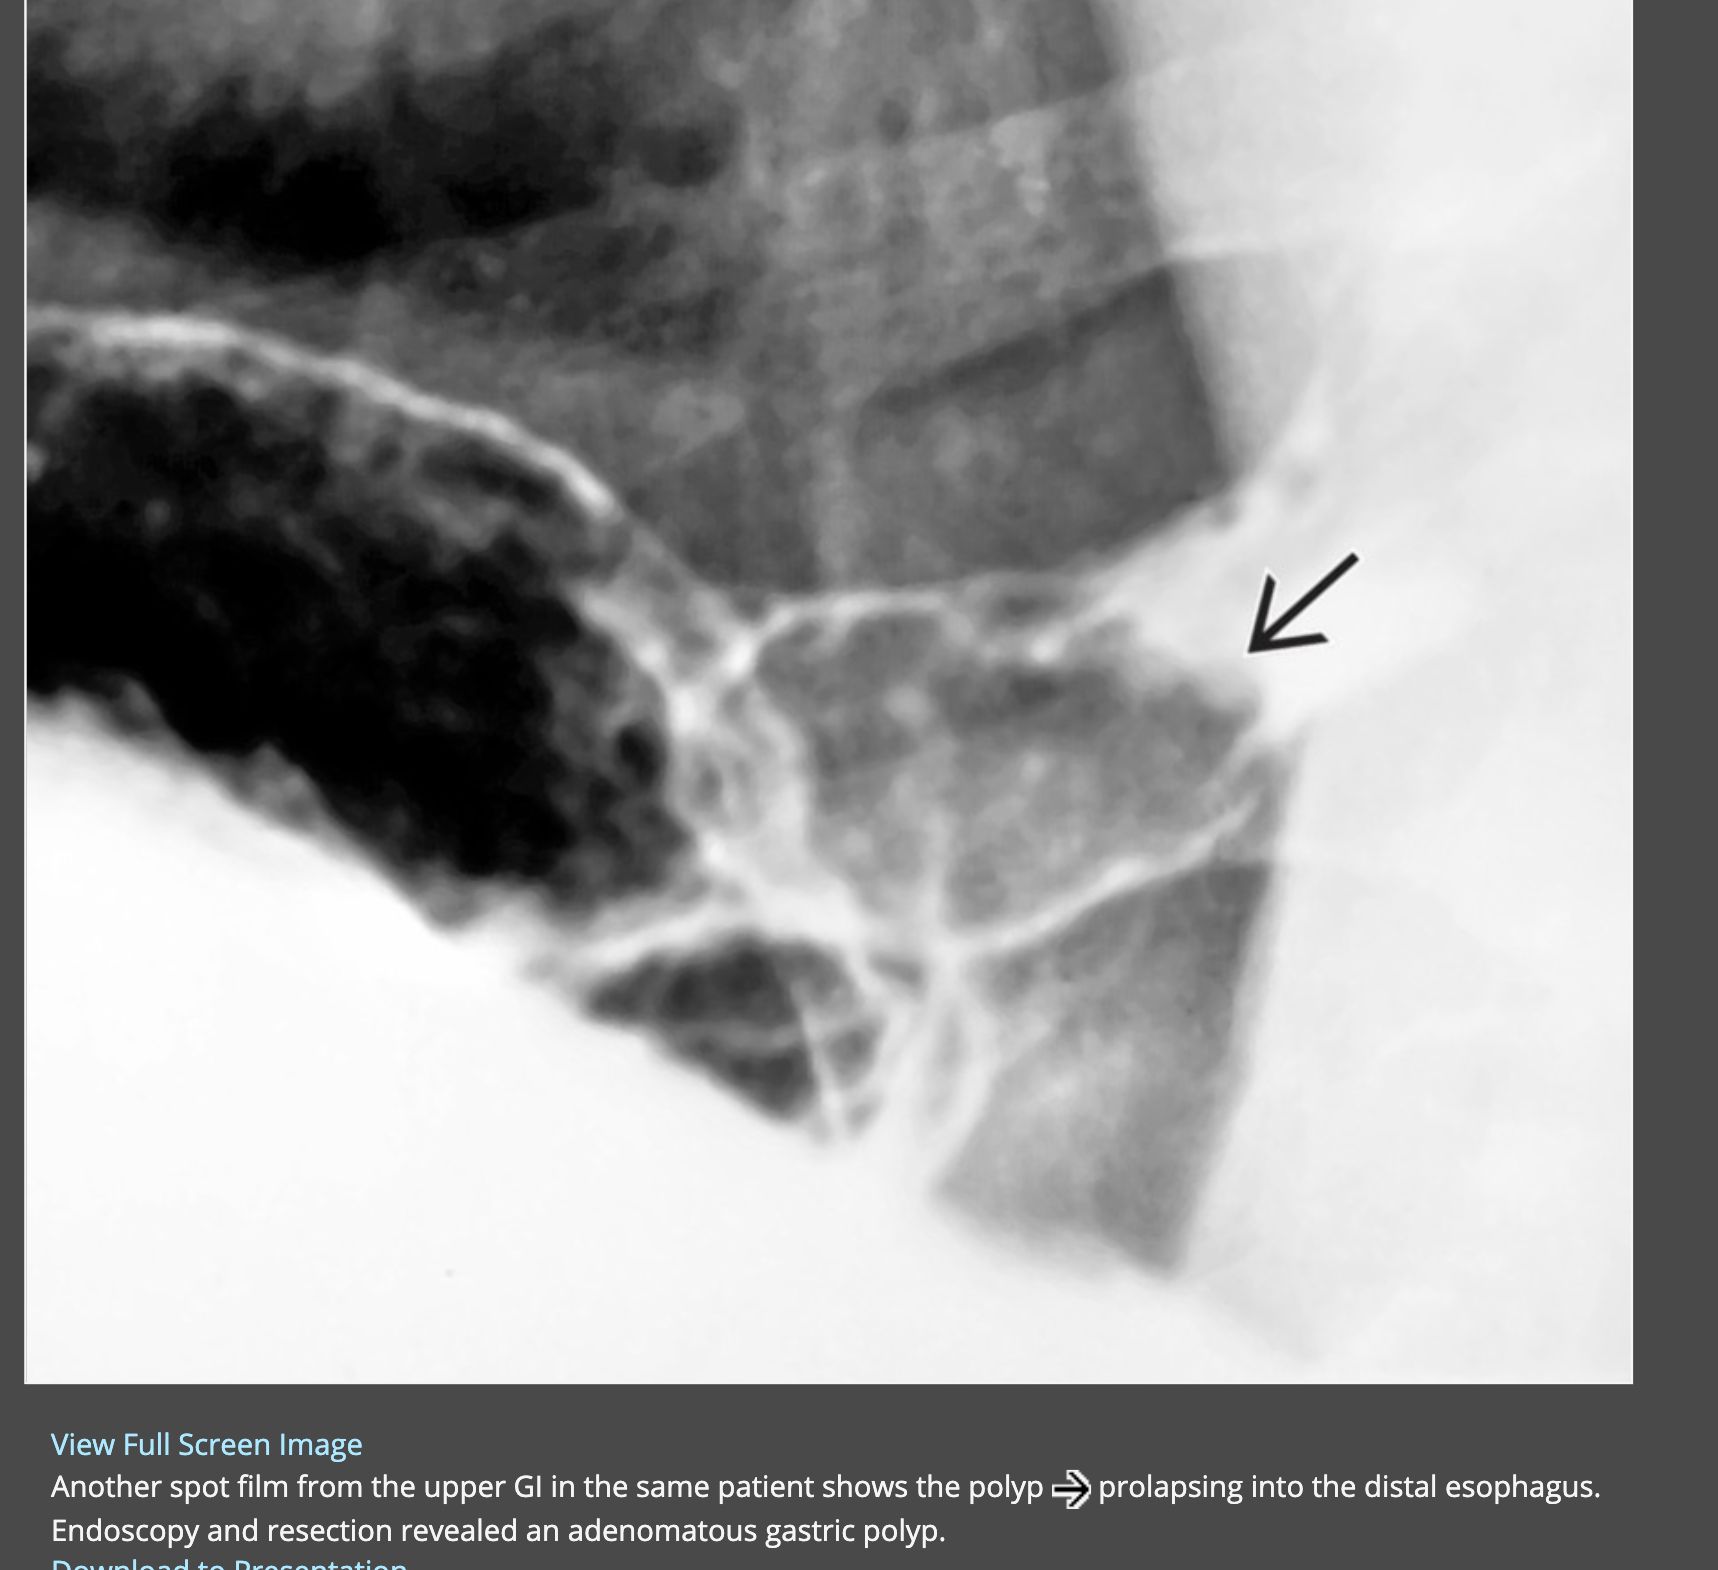 View Full Screen Image
Another spot film from the upper GI in the same patient shows the polyp prolapsing into the distal esophagus.
Endoscopy and resection revealed an adenomatous gastric polyp.
Download to Presentation